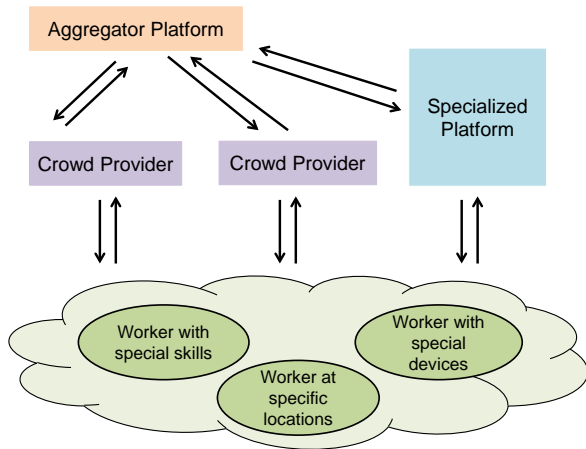 Aggregator Platform
Specialized
Platform
Crowd Provider
Crowd Provider
Worker with
special skills
Worker with
special
devices
Worker at
specific
locations